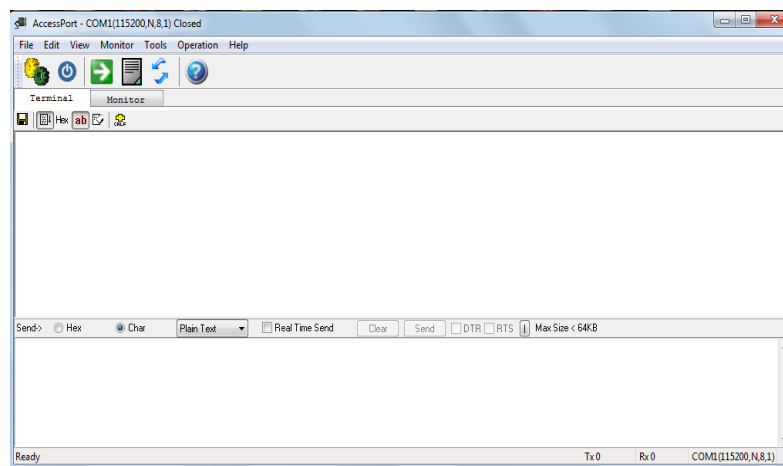 AccessPort - COM1(115200,N,8,1) Closed
File Edit View Monitor Tools Operation Help
Terminal Monitor
Hex ab
Send-> Hex Char Plain Text Real Time Send Clear Send DTR RTS Max Size < 64KB
Ready Tx 0 Rx 0 COM1(115200,N,8,1)